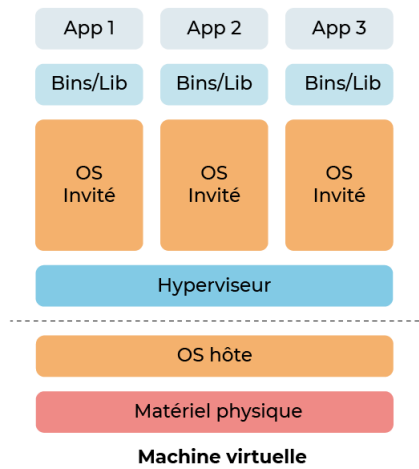 App 1
App 2
App 3
Bins/Lib
Bins/Lib
Bins/Lib
OS
Invité
OS
Invité
OS
Invité
Hyperviseur
OS hôte
Matériel physique
Machine virtuelle